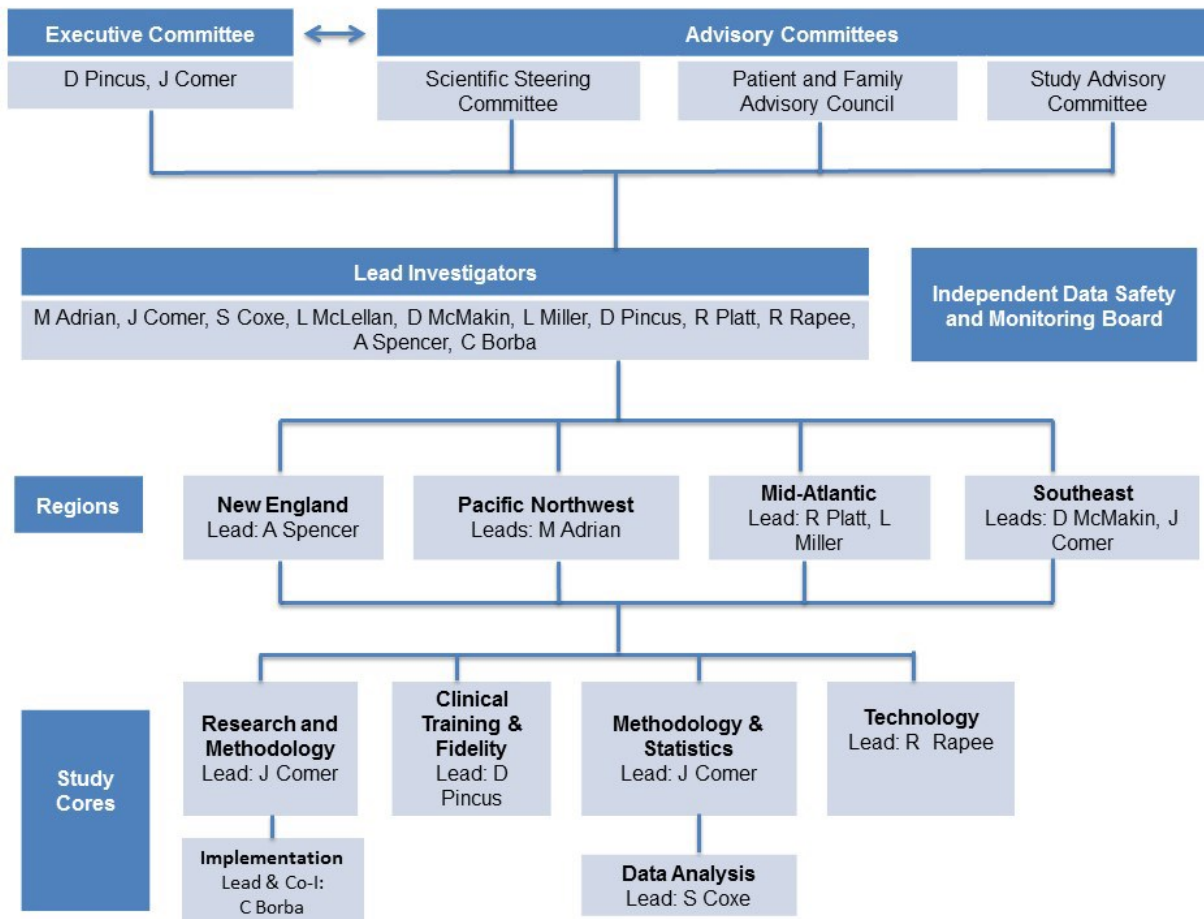 Executive Committee
Advisory Committees
D Pincus, J Comer
Scientific Steering
Committee
Patient and Family
Advisory Council
Study Advisory
Committee
Lead Investigators
M Adrian, J Comer, S Coxe, L McLellan, D McMakin, L Miller, D Pincus, R Platt, R Rapee,
A Spencer, C Borba
Independent Data Safety
and Monitoring Board
Regions
New England
Lead: A Spencer
Pacific Northwest
Leads: M Adrian
Mid-Atlantic
Lead: R Platt, L
Miller
Southeast
Leads: D McMakin, J
Comer
Study
Cores
Research and
Methodology
Lead: J Comer
Clinical
Training &
Fidelity
Lead: D
Pincus
Methodology &
Statistics
Lead: J Comer
Technology
Lead: R Rapee
Implementation
Lead & Co-I:
C Borba
Data Analysis
Lead: S Coxe